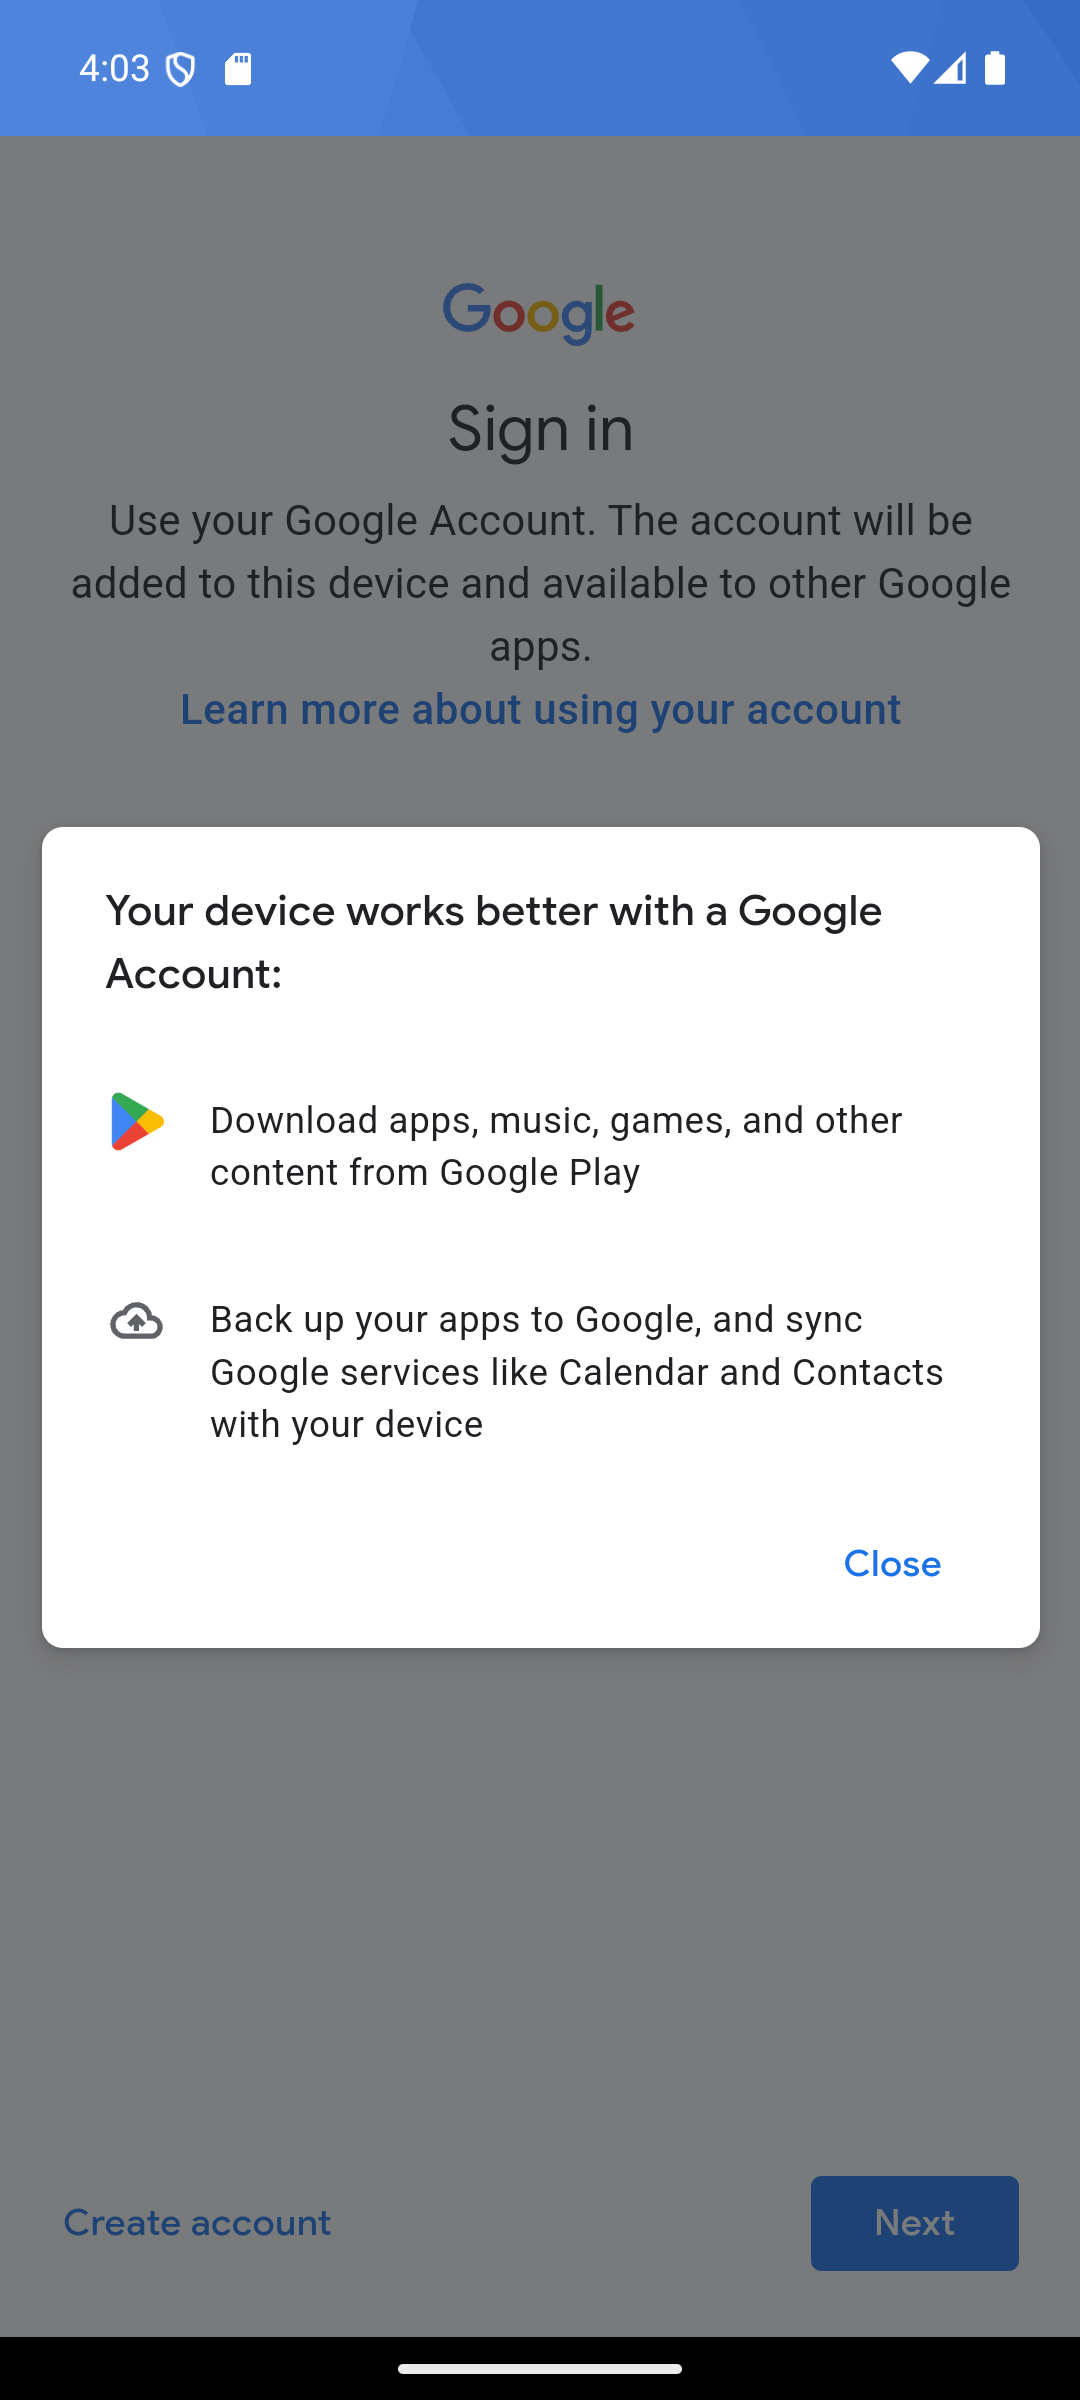 4:03
Google
Sign in
Use your Google Account. The account will be
added to this device and available to other Google
apps.
Learn more about using your account
Your device works better with a Google
Account:
Download apps, music, games, and other
content from Google Play
Back up your apps to Google, and sync
Google services like Calendar and Contacts
with your device
Close
Create account
Next